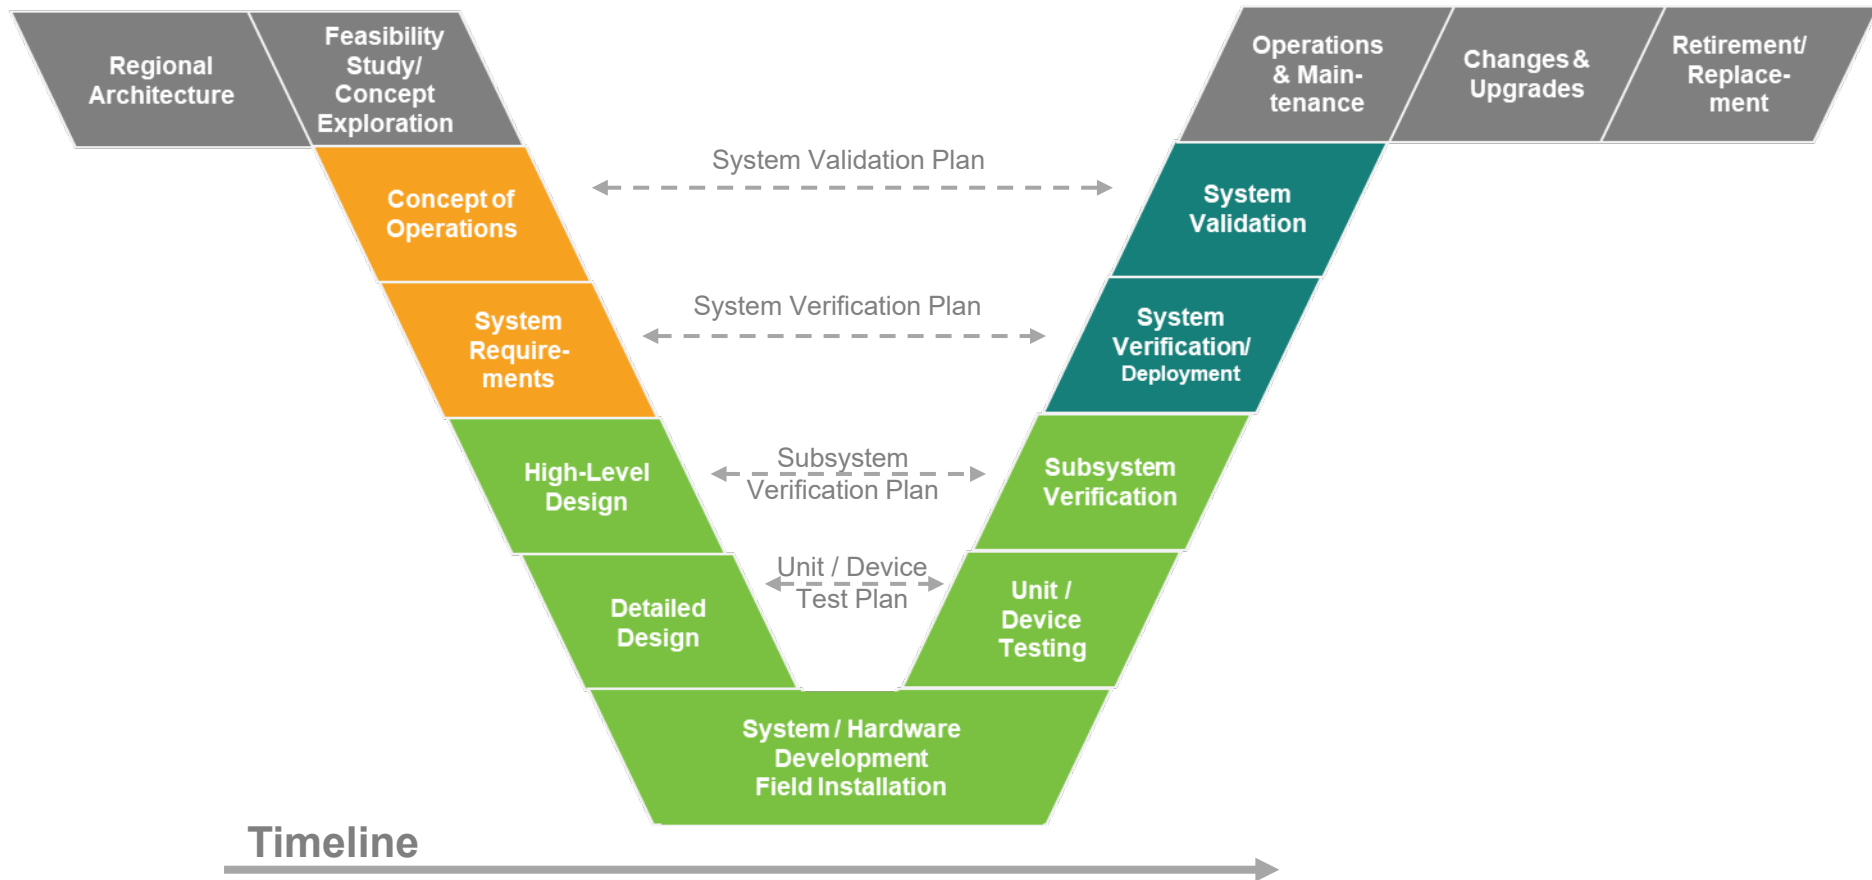 Regional
Architecture
Feasibility
Study/
Concept
Exploration
Operations
& Main-
tenance
Changes &
Upgrades
Retirement/
Replace-
ment
Concept of
Operations
System Validation Plan
System
Validation
System
Require-
ments
System Verification Plan
System
Verification/
Deployment
High-Level
Design
Subsystem
Verification Plan
Subsystem
Verification
Detailed
Design
Unit / Device
Test Plan
Unit /
Device
Testing
System / Hardware
Development
Field Installation
Timeline